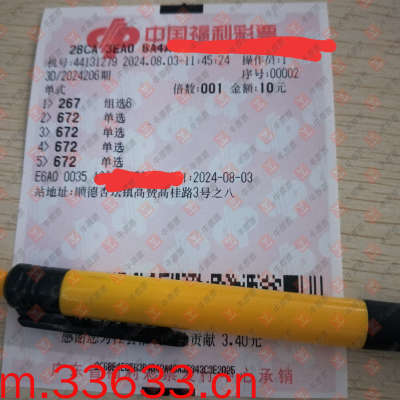 中国福利彩票
28CA 3EA0 8A4A
机号:44131279 2024.08.03-11:45:24 操作员:1
3D/2024206期 序号:00002
单式 倍数:001 金额:10元
1> 267 组选6
2> 672 单选
3> 672 单选
4> 672 单选
5> 672 单选
E6A0 0035 :2024-08-03
站地址:顺德杏坛镇高赞高桂路3号之八
贡献 3.40元
广东省 承销
m.33633.cn